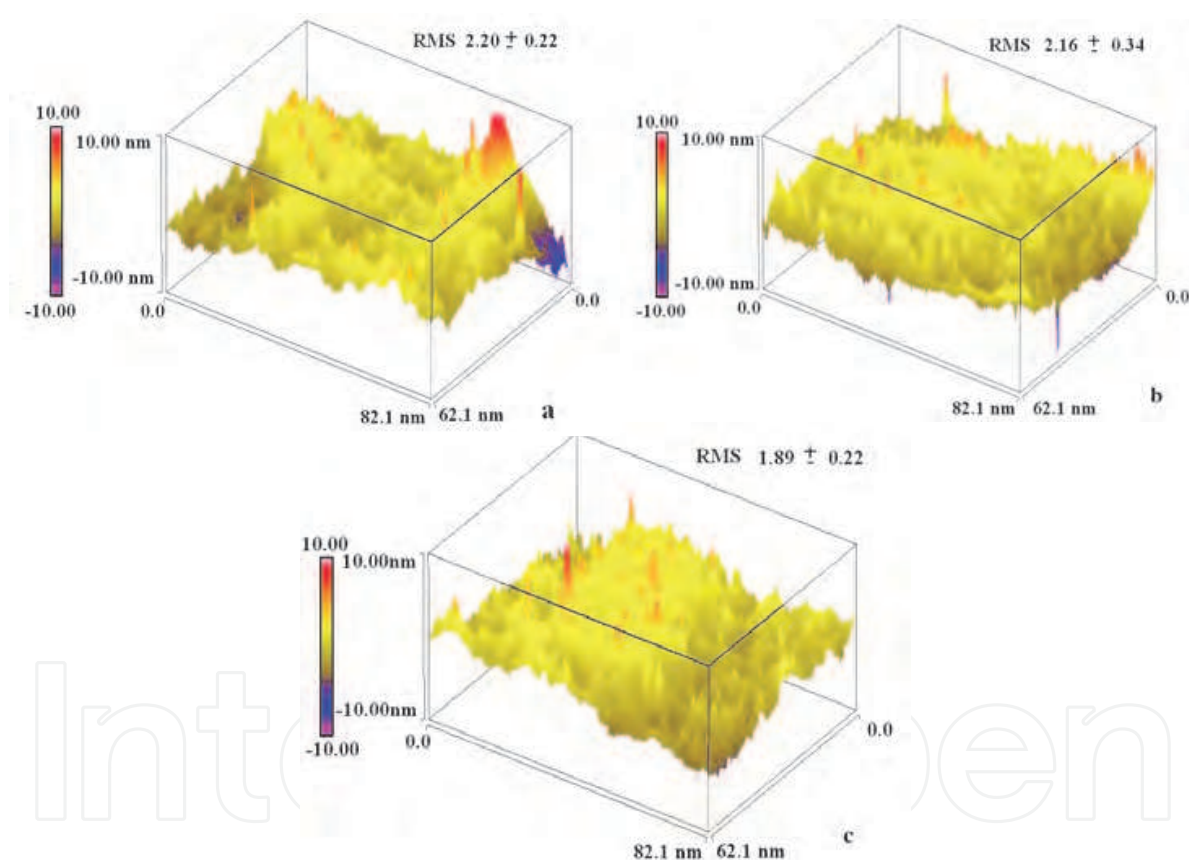 RMS 2.20 ± 0.22
10.00
10.00 nm
-10.00 nm
-10.00
0.0
0.0
82.1 nm 62.1 nm
a
RMS 2.16 ± 0.34
10.00
10.00 nm
-10.00 nm
-10.00
0.0
0.0
82.1 nm 62.1 nm
b
RMS 1.89 ± 0.22
10.00
10.00nm
-10.00nm
-10.00
0.0
0.0
82.1 nm 62.1 nm
c